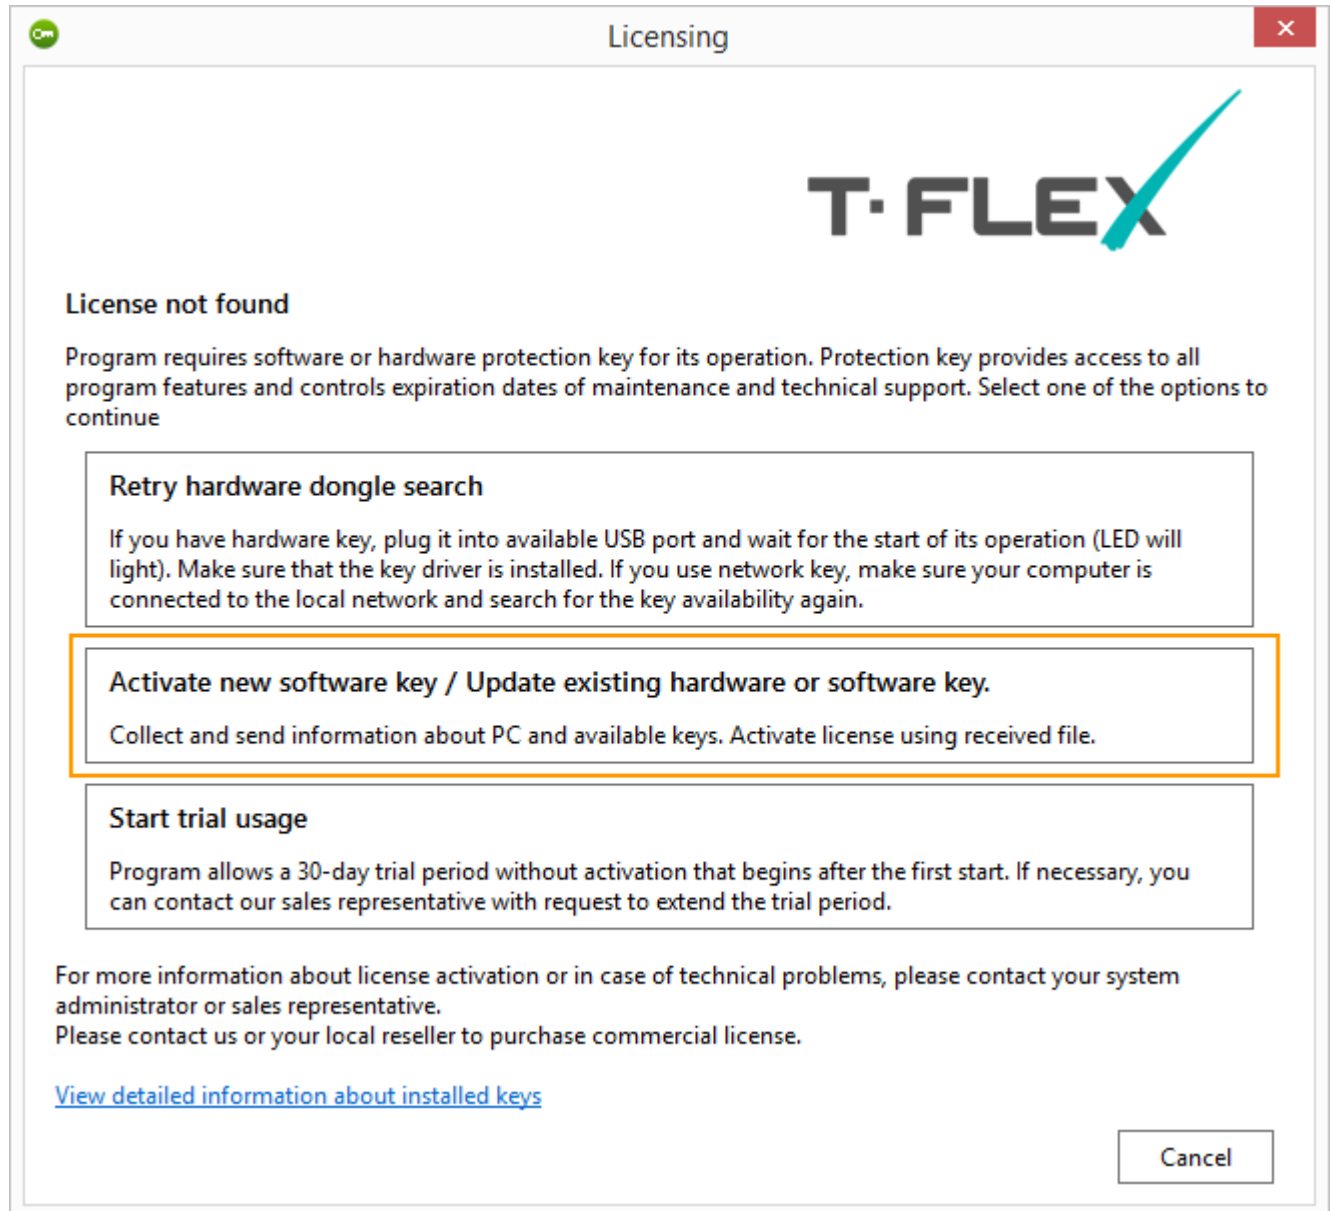 Licensing
T-FLEX
License not found
Program requires software or hardware protection key for its operation. Protection key provides access to all
program features and controls expiration dates of maintenance and technical support. Select one of the options to
continue
Retry hardware dongle search
If you have hardware key, plug it into available USB port and wait for the start of its operation (LED will
light). Make sure that the key driver is installed. If you use network key, make sure your computer is
connected to the local network and search for the key availability again.
Activate new software key / Update existing hardware or software key.
Collect and send information about PC and available keys. Activate license using received file.
Start trial usage
Program allows a 30-day trial period without activation that begins after the first start. If necessary, you
can contact our sales representative with request to extend the trial period.
For more information about license activation or in case of technical problems, please contact your system
administrator or sales representative.
Please contact us or your local reseller to purchase commercial license.
View detailed information about installed keys
Cancel